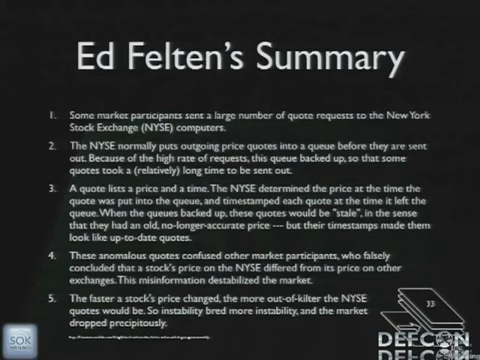 Ed Felten's Summary
1. Some market participants sent a large number of quote requests to the New York
Stock Exchange (NYSE) computers.
2. The NYSE normally puts outgoing price quotes into a queue before they are sent
out. Because of the high rate of requests, this queue backed up, so that some
quotes took a (relatively) long time to be sent out.
3. A quote lists a price and a time. The NYSE determined the price at the time the
quote was put into the queue, and timestamped each quote at the time it left the
queue. When the queues backed up, these quotes would be "stale", in the sense
that they had an old, no-longer-accurate price --- but their timestamps made them
look like up-to-date quotes.
4. These anomalous quotes confused other market participants, who falsely
concluded that a stock's price on the NYSE differed from its price on other
exchanges. This misinformation destabilized the market.
5. The faster a stock's price changed, the more out-of-kilter the NYSE
quotes would be. So instability bred more instability, and the market
dropped precipitously.
33
SOK
DEFCON